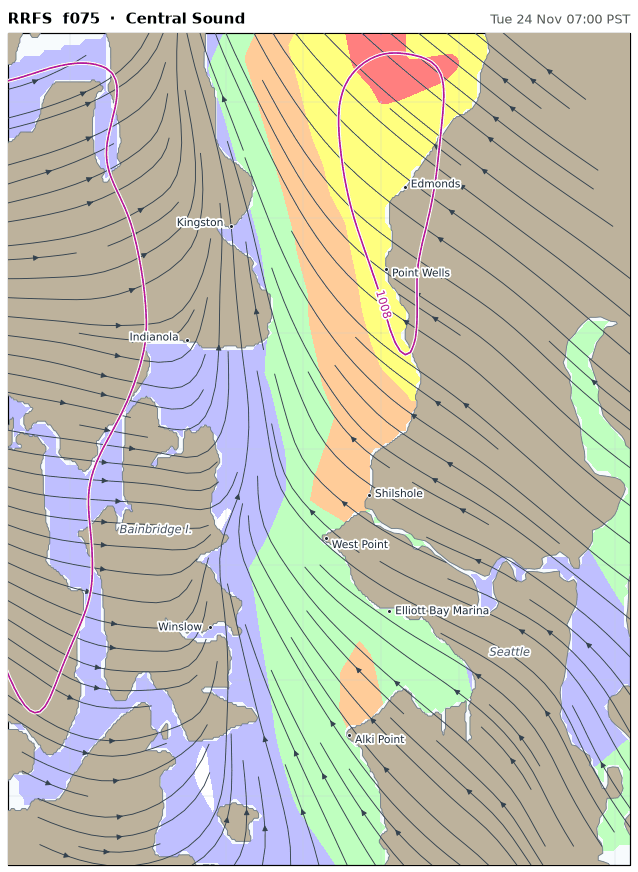 RRFS f075 · Central Sound
Tue 24 Nov 07:00 PST
Edmonds
Kingston
Point Wells
1008
Indianola
Shilshole
Bainbridge I.
West Point
Elliott Bay Marina
Winslow
Seattle
Alki Point